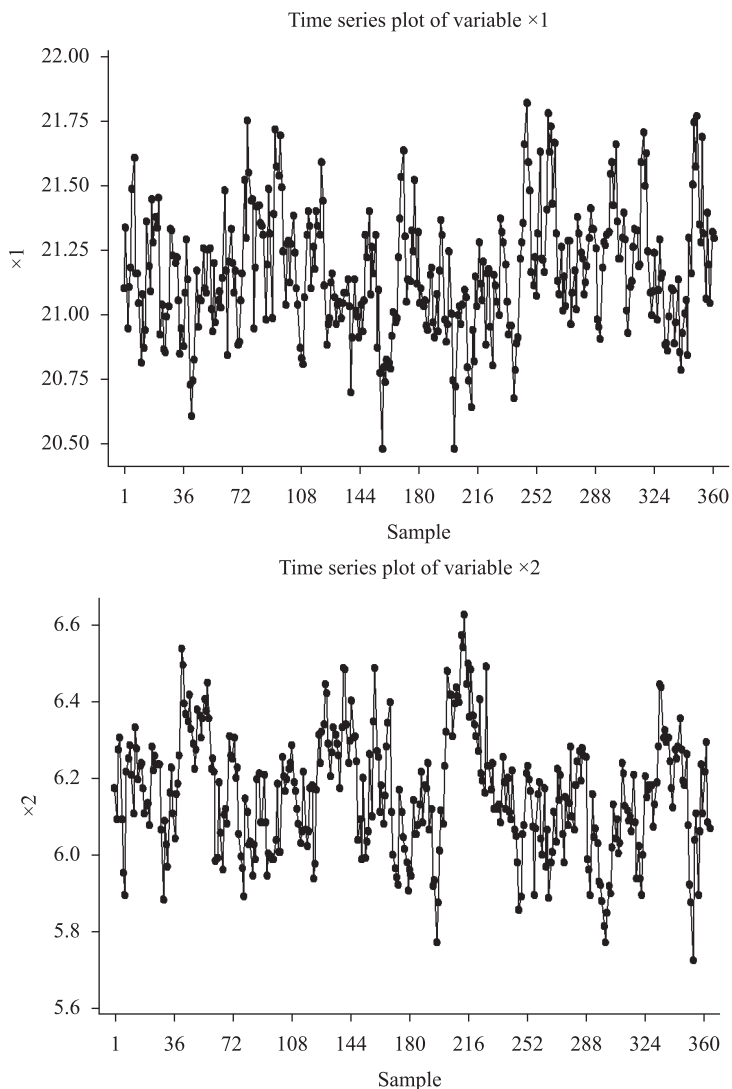 Time series plot of variable ×1
22.00
21.75
21.50
21.25
21.00
20.75
20.50
×1
1 36 72 108 144 180 216 252 288 324 360
Sample
Time series plot of variable ×2
6.6
6.4
6.2
6.0
5.8
5.6
×2
1 36 72 108 144 180 216 252 288 324 360
Sample